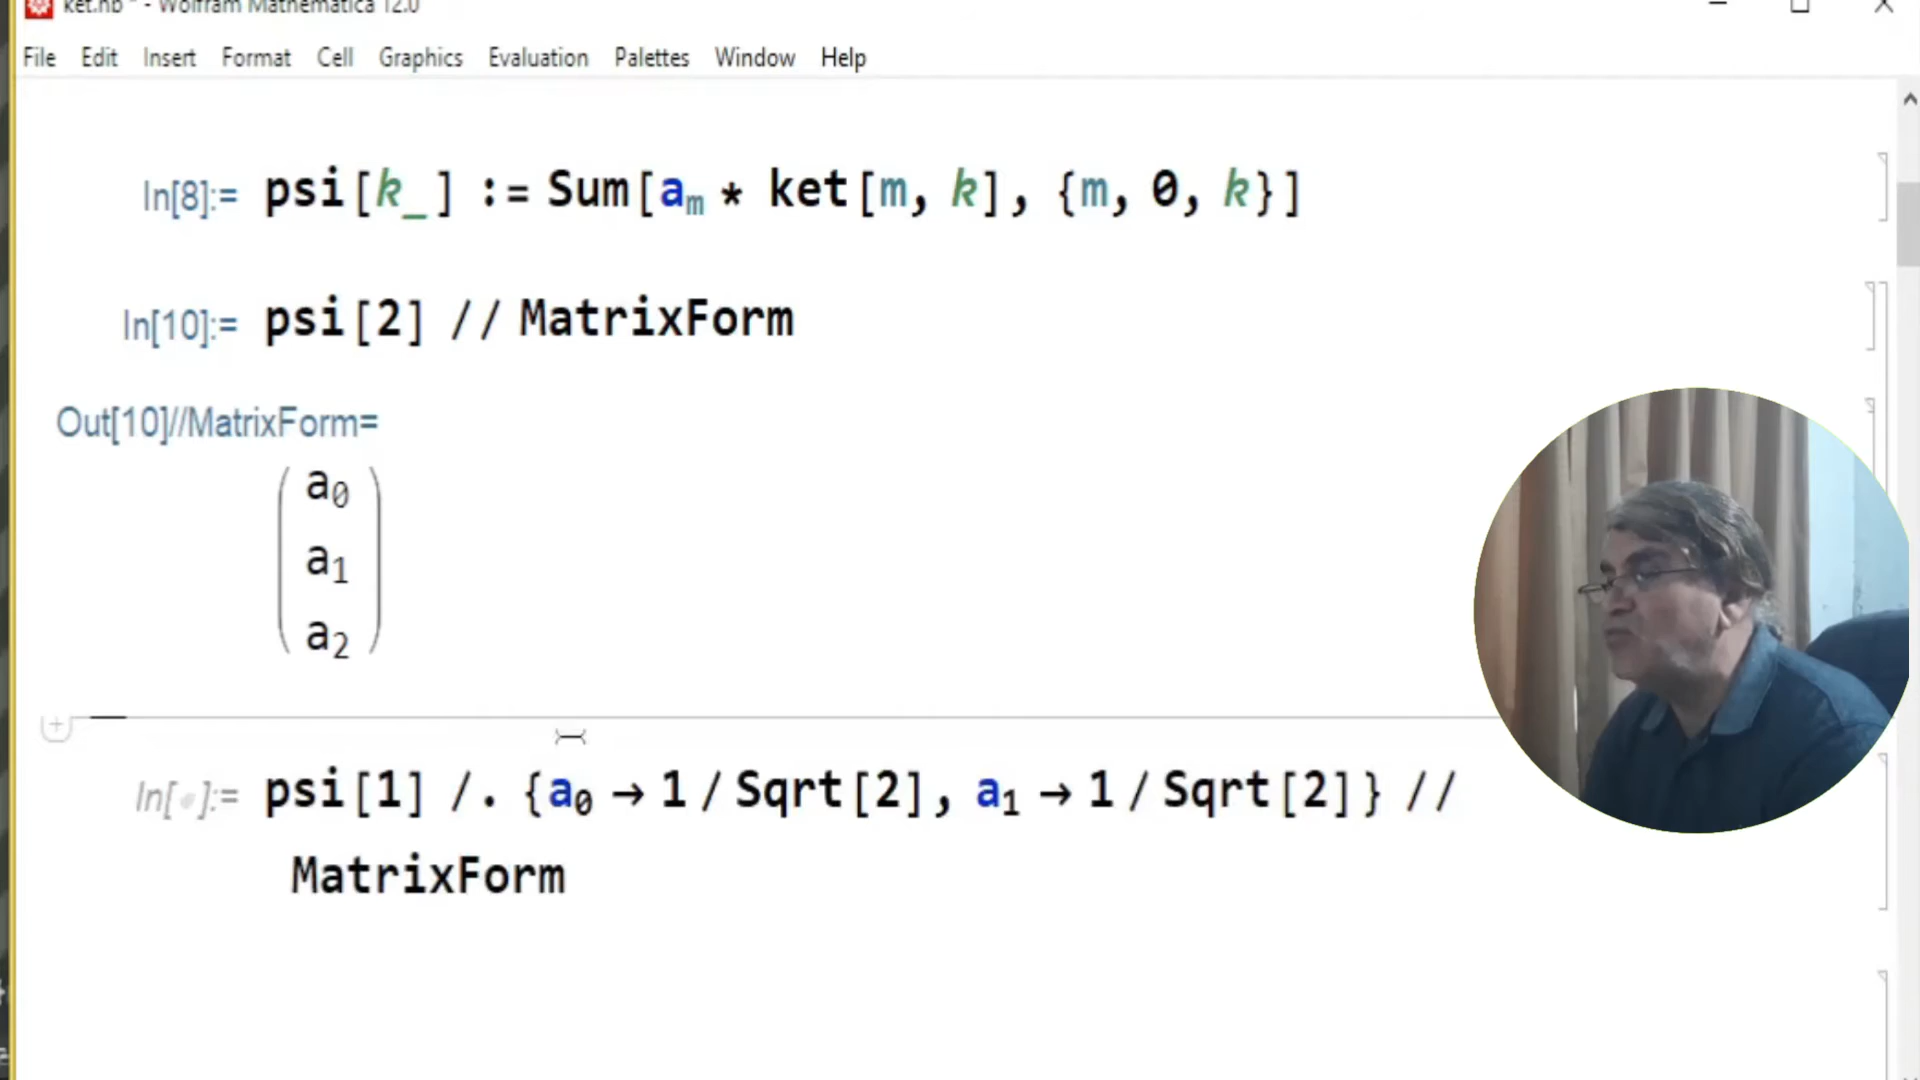 ket.nb * - Wolfram Mathematica 12.0
File Edit Insert Format Cell Graphics Evaluation Palettes Window Help
In[8]:= psi[k_] := Sum[aₘ * ket[m, k], {m, 0, k}]
In[10]:= psi[2] // MatrixForm
Out[10]//MatrixForm=
a₀
a₁
a₂
In[ ]:= psi[1] /. {a₀ → 1 / Sqrt[2], a₁ → 1 / Sqrt[2]} //
MatrixForm